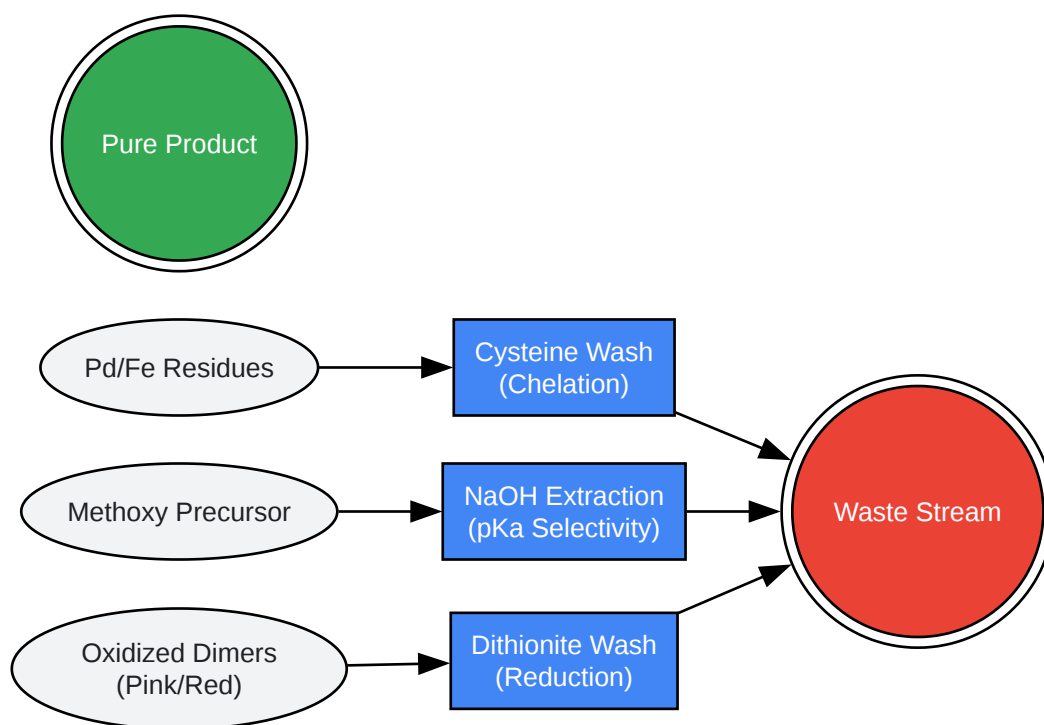 Pure Product
Pd/Fe Residues
Cysteine Wash
(Chelation)
Methoxy Precursor
NaOH Extraction
(pKa Selectivity)
Waste Stream
Oxidized Dimers
(Pink/Red)
Dithionite Wash
(Reduction)